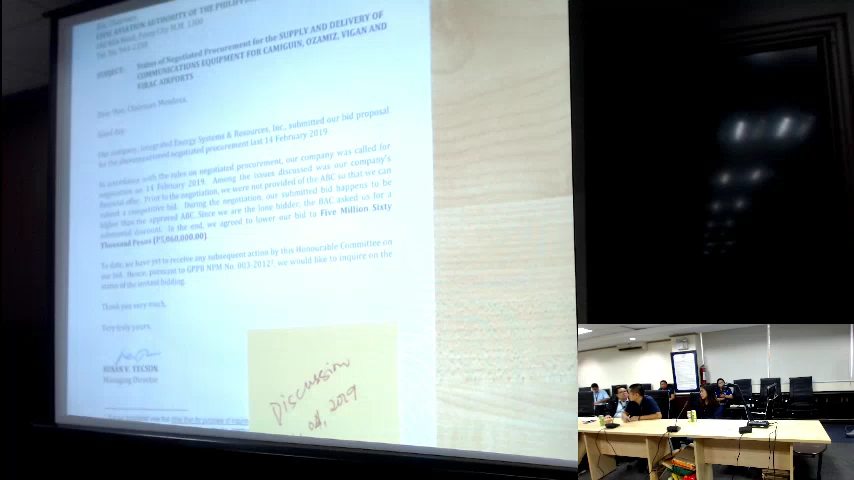 CIVIL AVIATION AUTHORITY OF THE PHILIPPINES
SUBJECT: Status of Negotiated Procurement for the SUPPLY AND DELIVERY OF
COMMUNICATIONS EQUIPMENT FOR CAMIGUIN, OZAMIZ, VIGAN AND
VIRAC AIRPORTS
Dear Hon. Chairman Mendoza,
Good day
Our company, Integrated Energy Systems & Resources, Inc., submitted our bid proposal
for the abovementioned negotiated procurement last 14 February 2019.
In accordance with the rules on negotiated procurement, our company was called for
negotiation on 14 February 2019. Among the issues discussed was our company's
financial offer. Prior to the negotiation, we were not provided of the ABC so that we can
submit a competitive bid. During the negotiation, our submitted bid happens to be
higher than the approved ABC. Since we are the lone bidder, the BAC asked us for a
substantial discount. In the end, we agreed to lower our bid to Five Million Sixty
Thousand Pesos (P5,060,000.00)
To date, we have yet to receive any subsequent action by this Honourable Committee on
our bid. Hence, pursuant to GPPB NPM No. 003-2012¹, we would like to inquire on the
status of the instant bidding.
Thank you very much,
Very truly yours,
SUSAN V. TECSON
Managing Director
Discussion
04, 2019